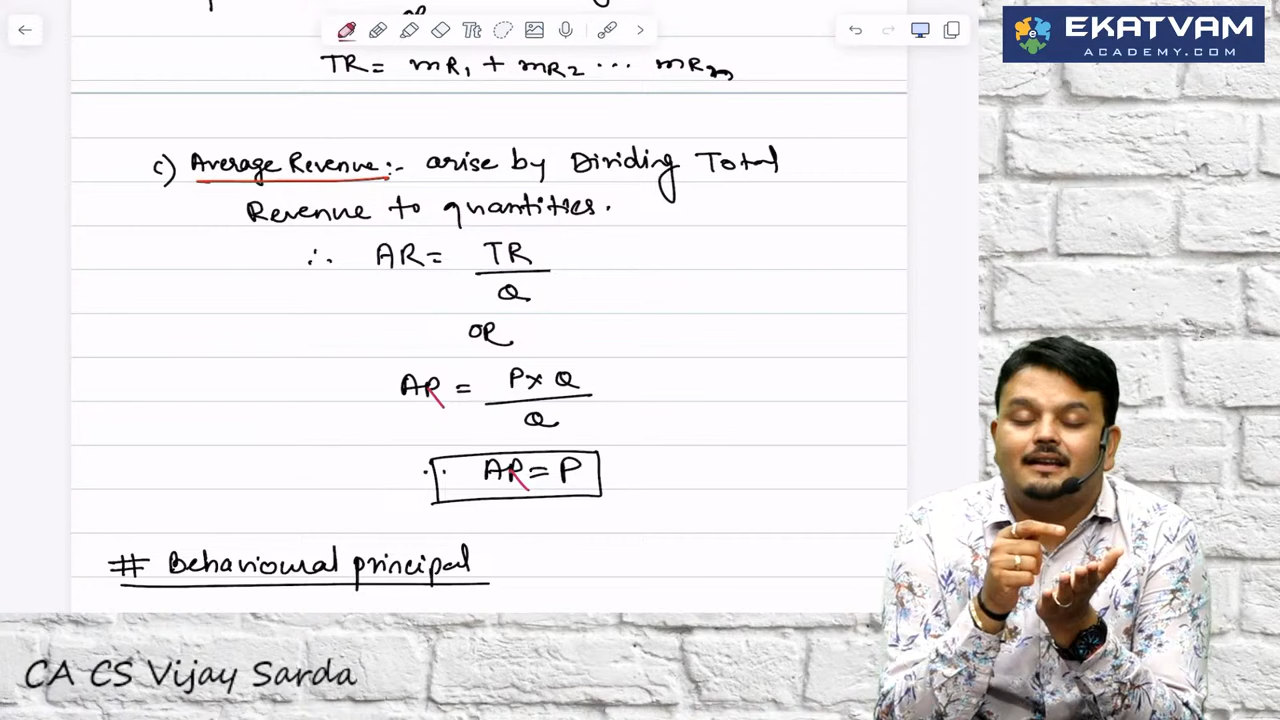 EKATVAM
ACADEMY.COM
Tt
TR = MR1 + MR2 ... MRn
c) Average Revenue:- arise by Dividing Total
Revenue to quantities.
∴ AR = TR
Q
OR
AR = P x Q
Q
∴ AR = P
# Behavioural principal
CA CS Vijay Sarda